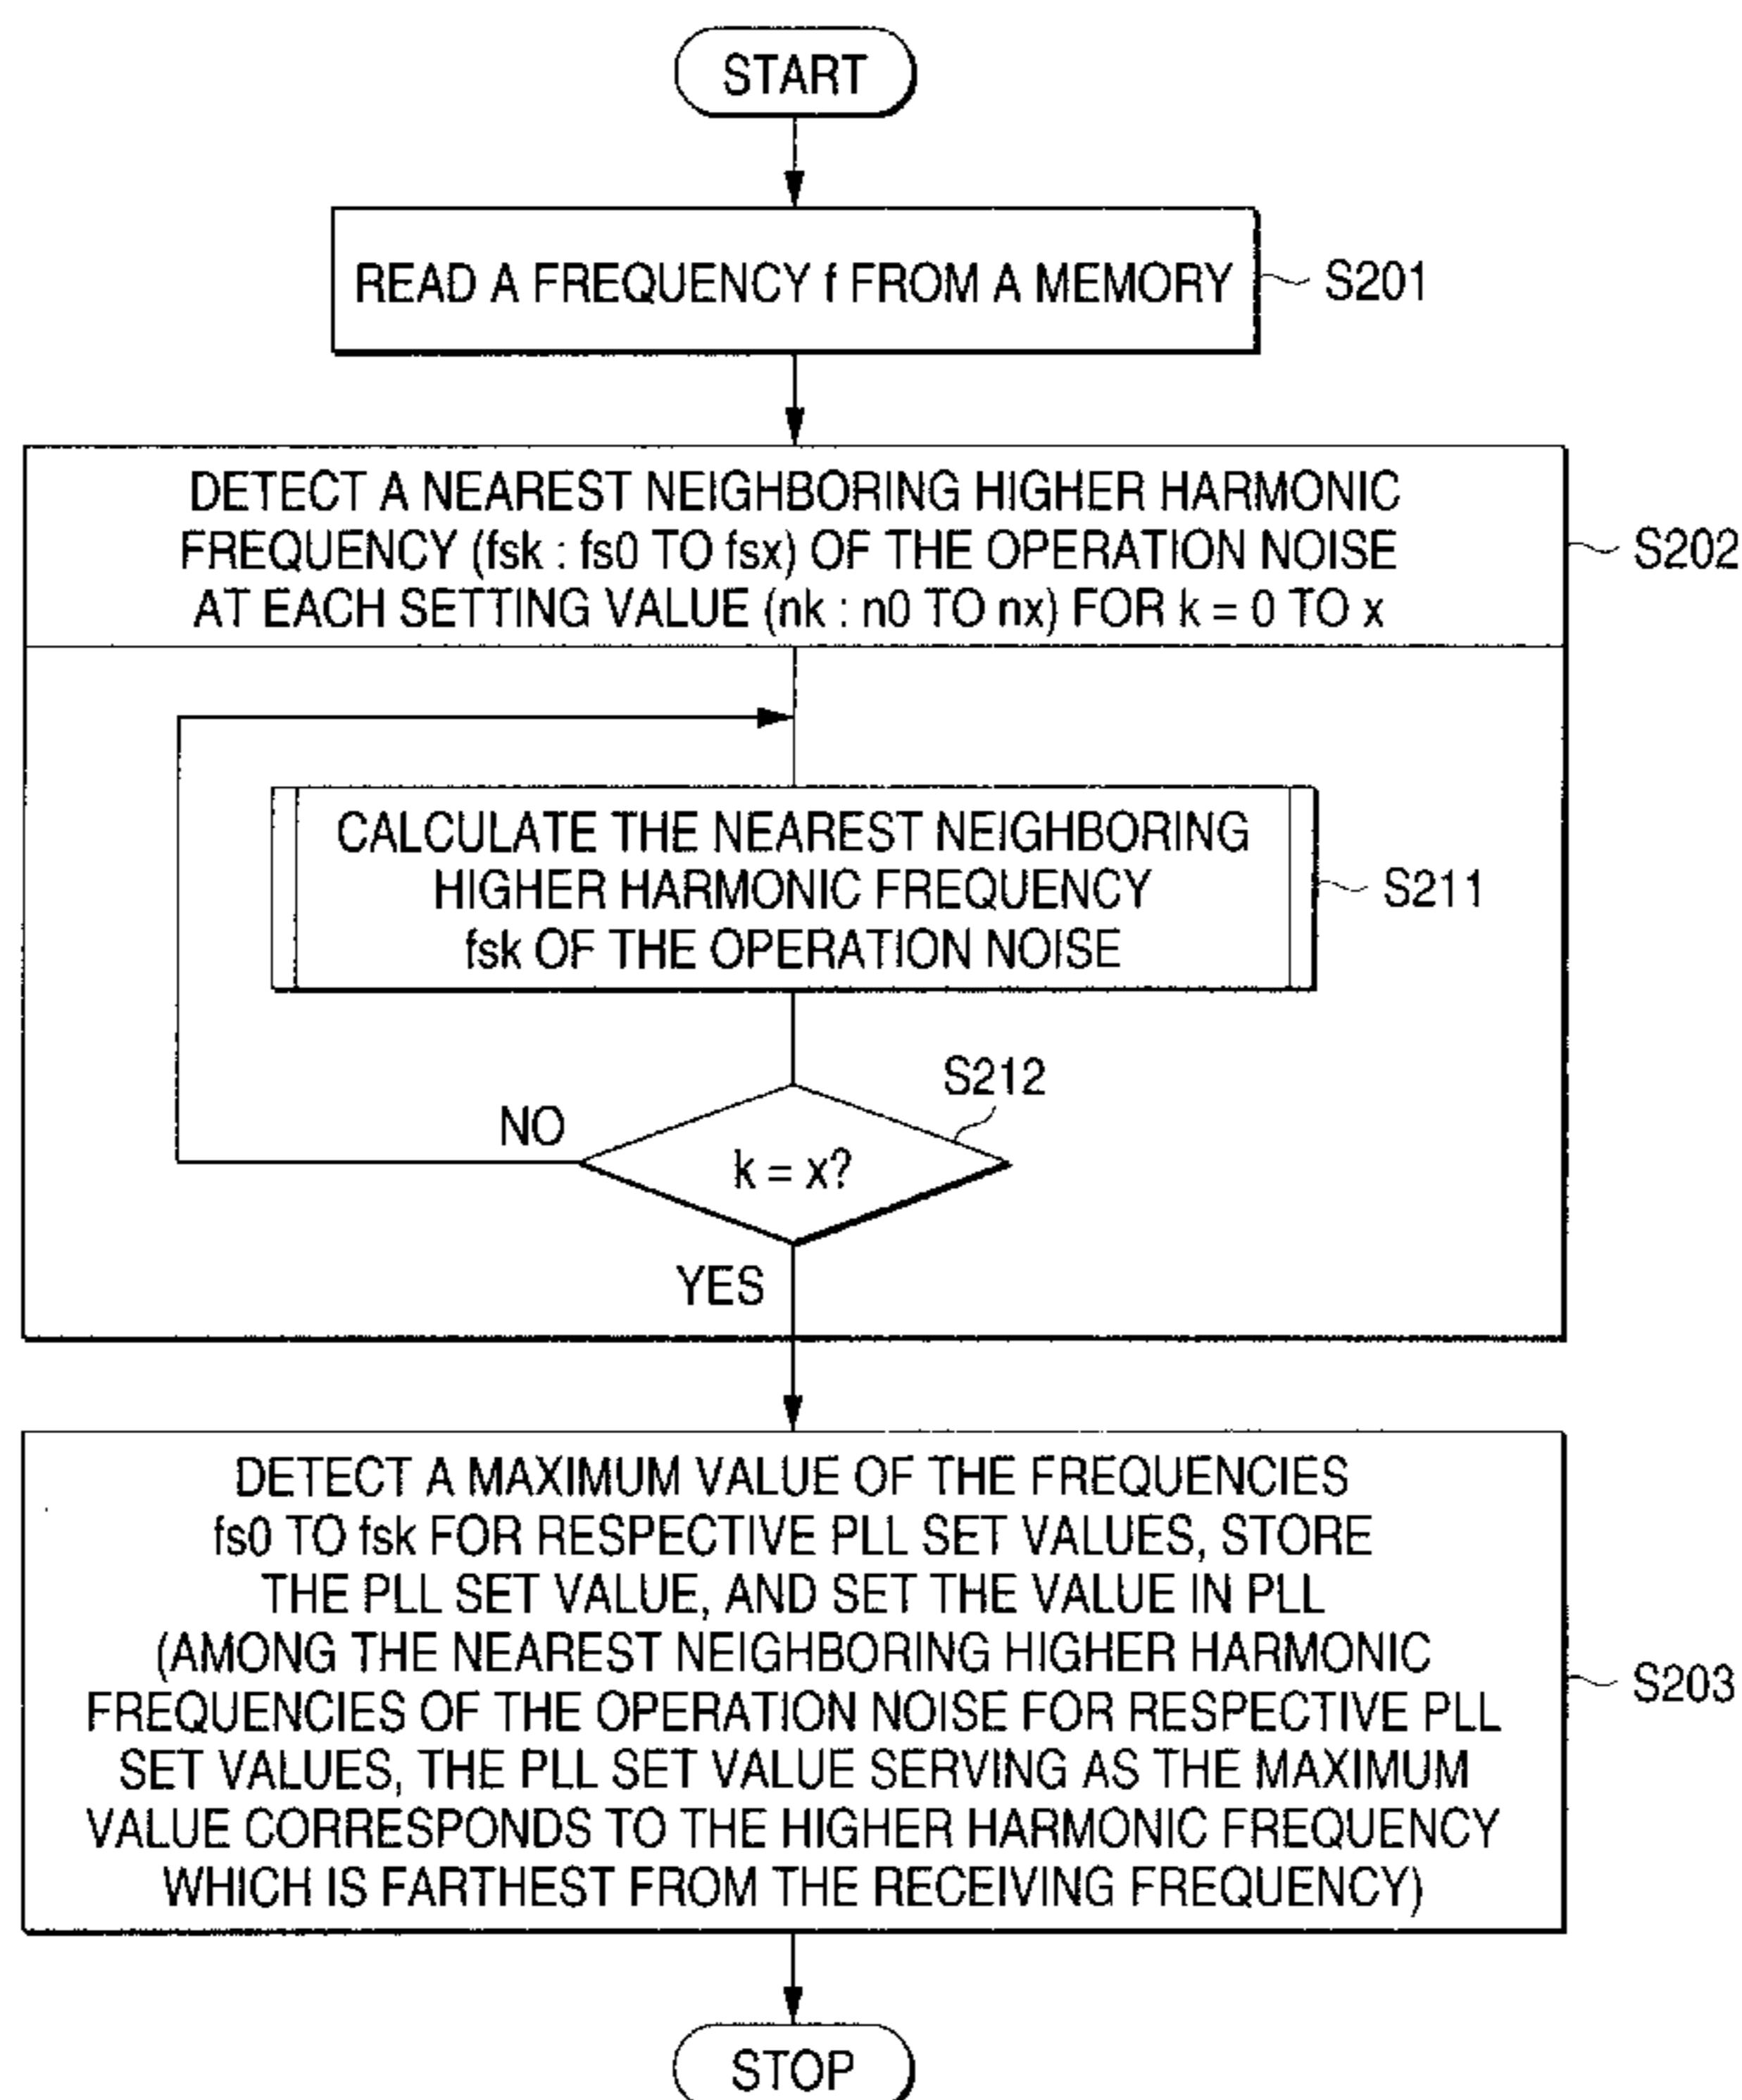 START
READ A FREQUENCY f FROM A MEMORY
S201
DETECT A NEAREST NEIGHBORING HIGHER HARMONIC
FREQUENCY (fsk : fs0 TO fsx) OF THE OPERATION NOISE
AT EACH SETTING VALUE (nk : n0 TO nx) FOR k = 0 TO x
S202
CALCULATE THE NEAREST NEIGHBORING
HIGHER HARMONIC FREQUENCY
fsk OF THE OPERATION NOISE
S211
S212
NO
k = x?
YES
DETECT A MAXIMUM VALUE OF THE FREQUENCIES
fs0 TO fsk FOR RESPECTIVE PLL SET VALUES, STORE
THE PLL SET VALUE, AND SET THE VALUE IN PLL
(AMONG THE NEAREST NEIGHBORING HIGHER HARMONIC
FREQUENCIES OF THE OPERATION NOISE FOR RESPECTIVE PLL
SET VALUES, THE PLL SET VALUE SERVING AS THE MAXIMUM
VALUE CORRESPONDS TO THE HIGHER HARMONIC FREQUENCY
WHICH IS FARTHEST FROM THE RECEIVING FREQUENCY)
S203
STOP